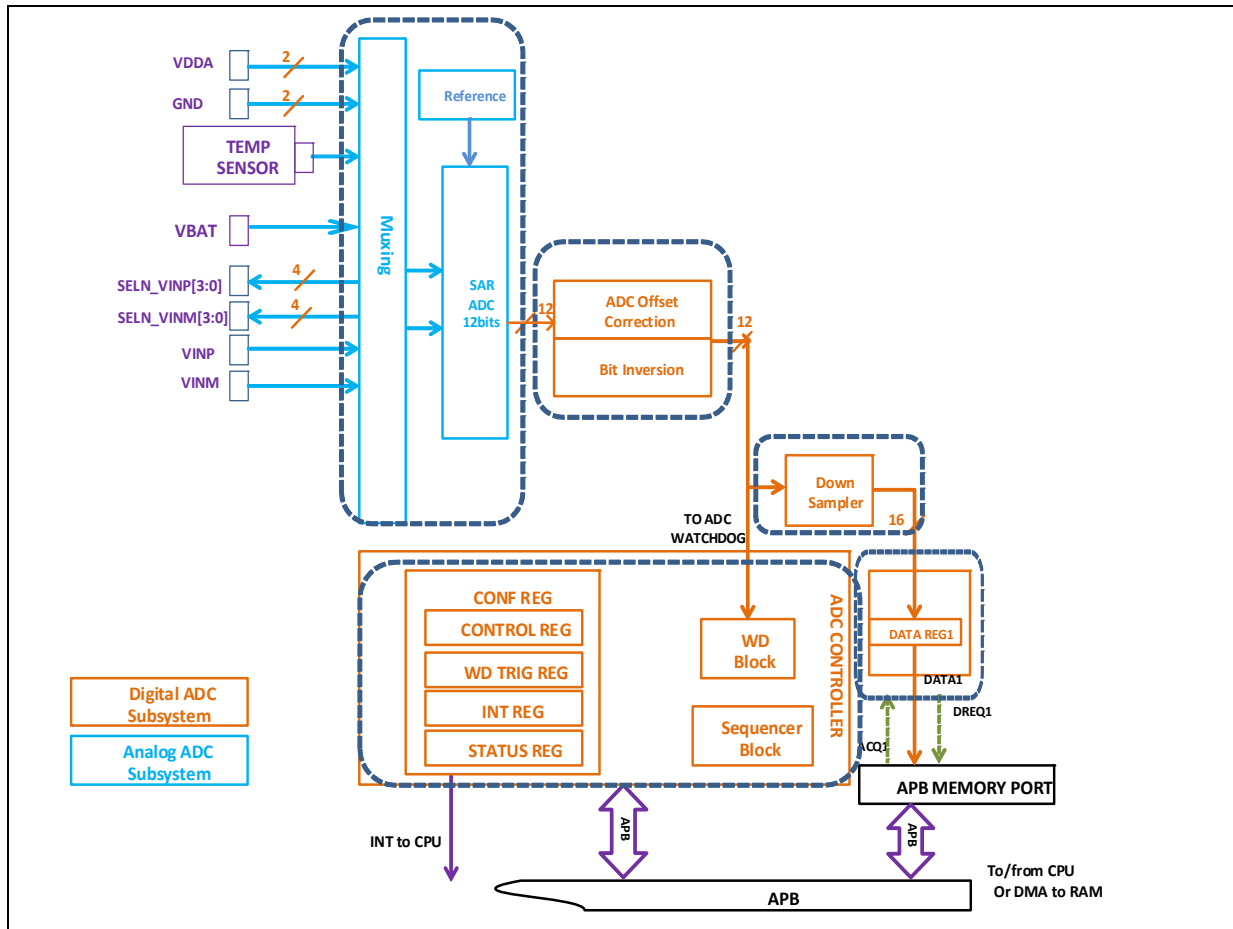 VDDA
2
GND
2
TEMP
SENSOR
VBAT
SELN_VINP[3:0]
4
SELN_VINM[3:0]
4
VINP
VINM
Muxing
Reference
SAR
ADC
12bits
12
ADC Offset
Correction
Bit Inversion
12
Down
Sampler
16
TO ADC
WATCHDOG
CONF REG
CONTROL REG
WD TRIG REG
INT REG
STATUS REG
WD
Block
Sequencer
Block
ADC CONTROLLER
DATA REG1
DATA1
DREQ1
ACQ1
APB MEMORY PORT
Digital ADC
Subsystem
Analog ADC
Subsystem
INT to CPU
APB
APB
APB
To/from CPU
Or DMA to RAM